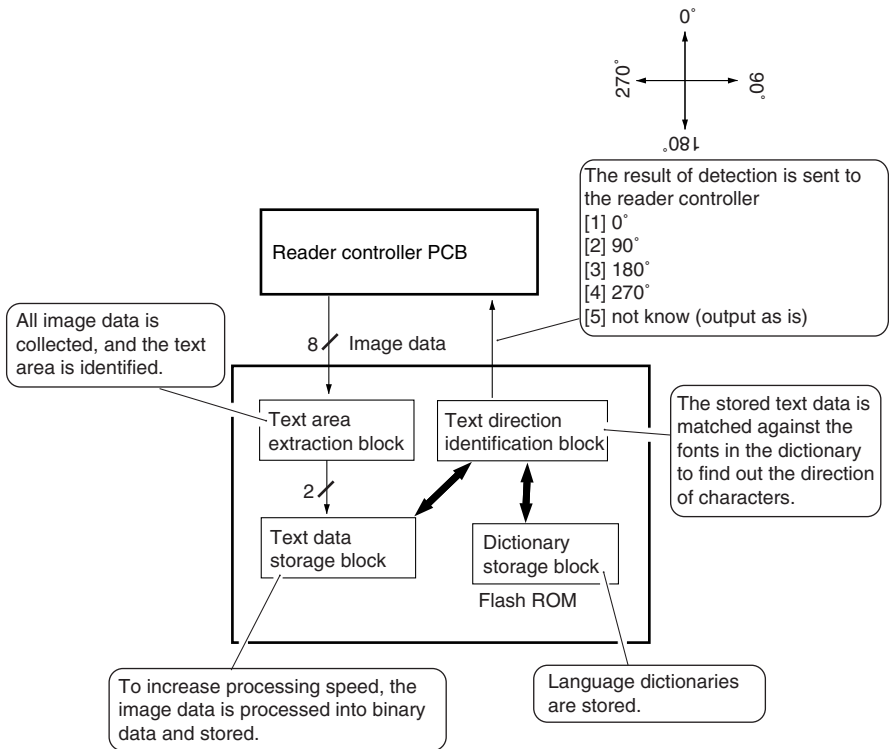 0°
270°
90°
180°
The result of detection is sent to
the reader controller
[1] 0°
[2] 90°
[3] 180°
[4] 270°
[5] not know (output as is)
Reader controller PCB
All image data is
collected, and the text
area is identified.
8
Image data
Text area
extraction block
Text direction
identification block
The stored text data is
matched against the
fonts in the dictionary
to find out the direction
of characters.
2
Text data
storage block
Dictionary
storage block
Flash ROM
To increase processing speed, the
image data is processed into binary
data and stored.
Language dictionaries
are stored.